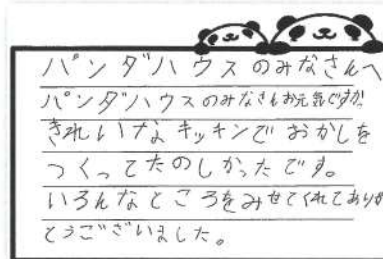 パンダハウスのみなさんへ
パンダハウスのみなさんお元気ですか
きれいなキッチンでおかしを
つくってたのしかったです。
いろんなところをみせてくれてありが
とうございました。